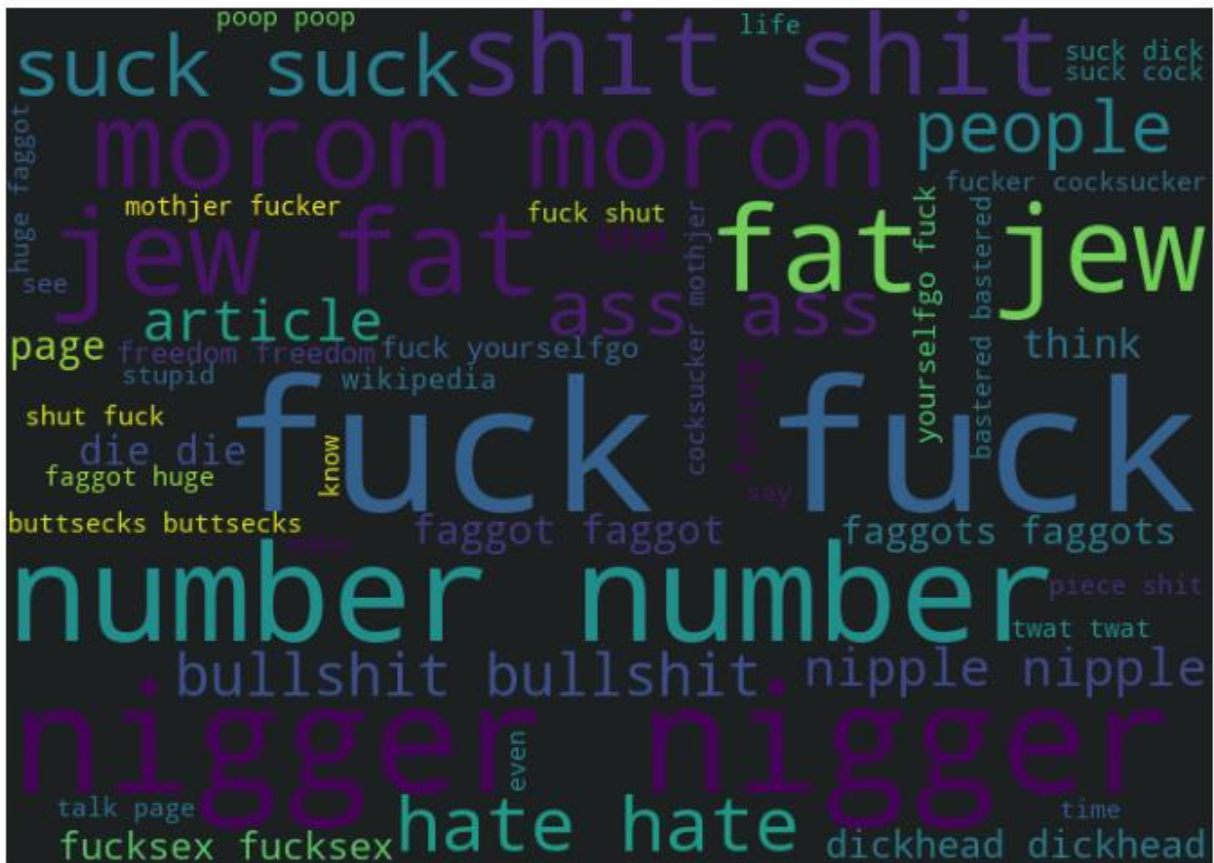 poop poop
life
suck suck
shit shit
suck dick
suck cock
huge faggot
moron moron
people
fucker cocksucker
mothjer fucker
fuck shut
jew fat
fat jew
see
cocksucker mothjer
yourselfgo fuck
bastered bastered
ass ass
article
page
freedom freedom
fuck yourselfgo
think
stupid
wikipedia
shut fuck
fuck fuck
die die
know
faggot huge
say
buttsecks buttsecks
faggot faggot
faggots faggots
number number
piece shit
twat twat
bullshit bullshit
nipple nipple
nigger nigger
even
talk page
hate hate
time
fucksex fucksex
dickhead dickhead